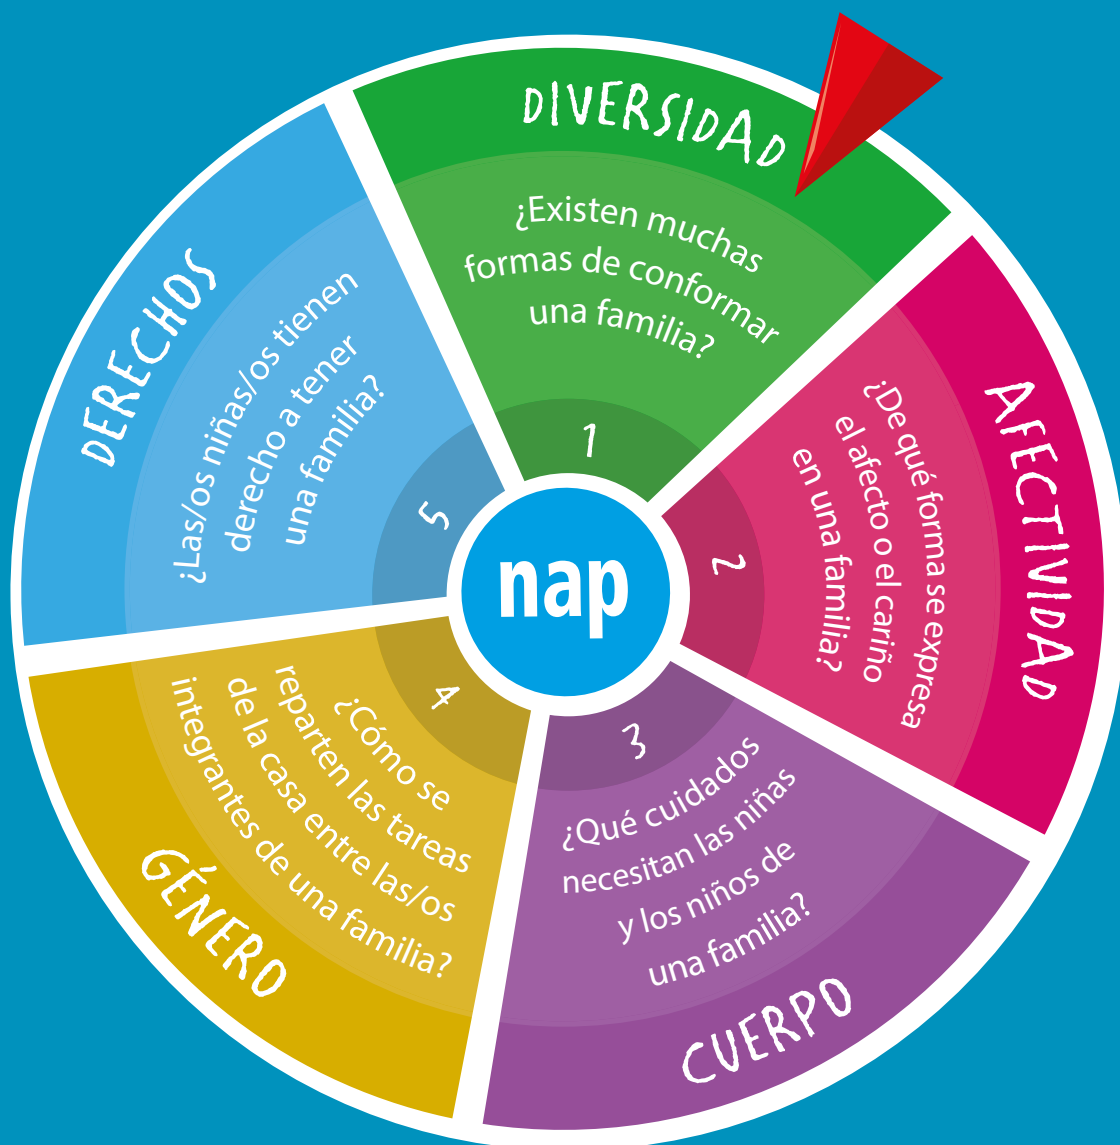 DIVERSIDAD
¿Existen muchas
formas de conformar
una familia?
1
AFECTIVIDAD
¿De qué forma se expresa
el afecto o el cariño
en una familia?
2
CUERPO
3
¿Qué cuidados
necesitan las niñas
y los niños de
una familia?
GÉNERO
4
¿Cómo se
reparten las tareas
de la casa entre las/os
integrantes de una familia?
DERECHOS
¿Las/os niñas/os tienen
derecho a tener
una familia?
5
nap